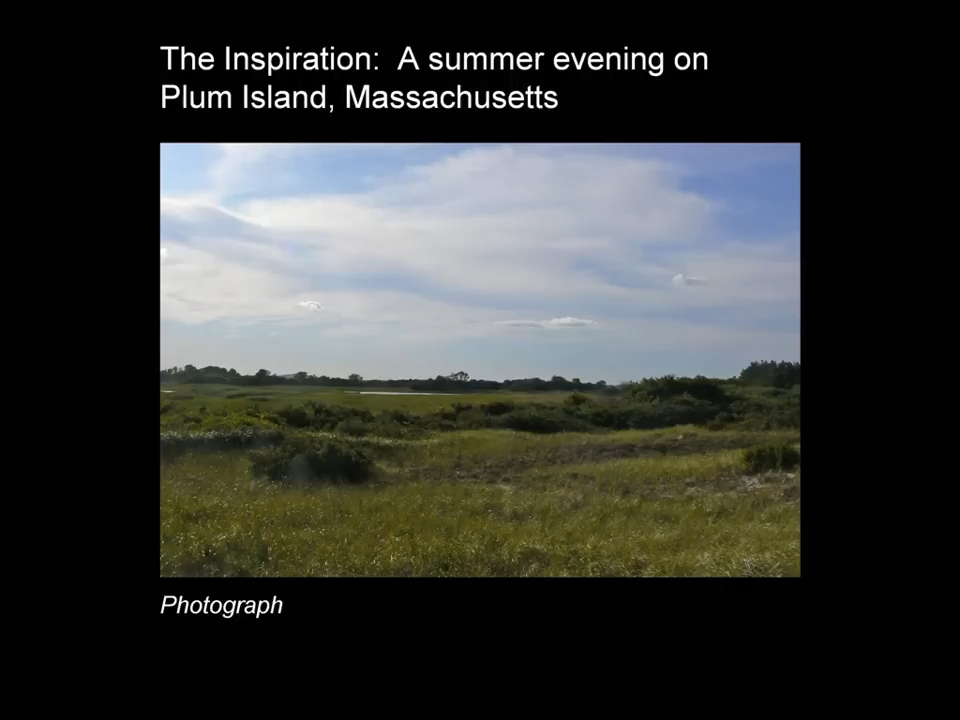 The Inspiration:  A summer evening on
Plum Island, Massachusetts
Photograph